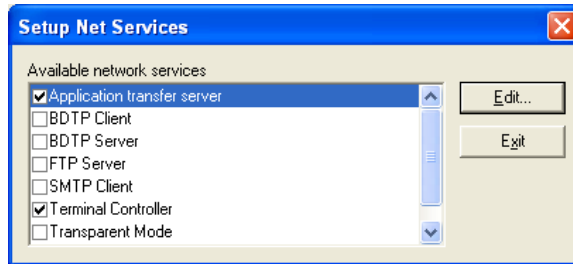 Setup Net Services
Available network services
Application transfer server
BDTP Client
BDTP Server
FTP Server
SMTP Client
Terminal Controller
Transparent Mode
Edit...
Exit